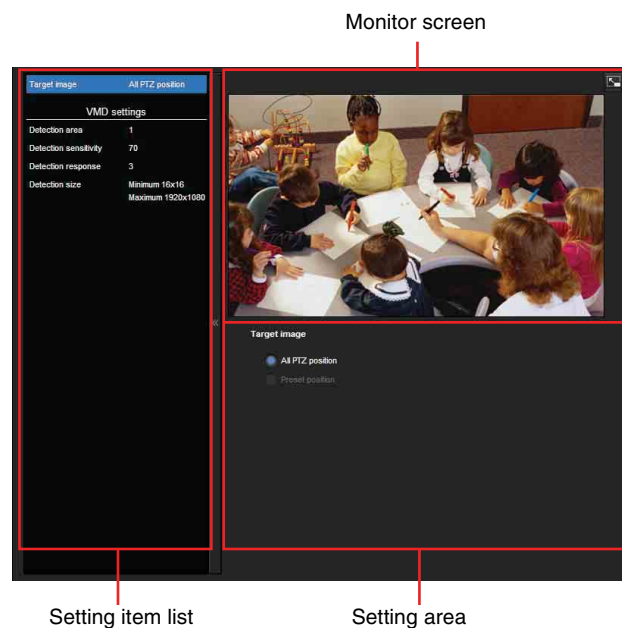 Monitor screen
Target image All PTZ position
VMD settings
Detection area 1
Detection sensitivity 70
Detection response 3
Detection size Minimum 16x16
Maximum 1920x1080
«
Target image
All PTZ position
Preset position
Setting item list Setting area